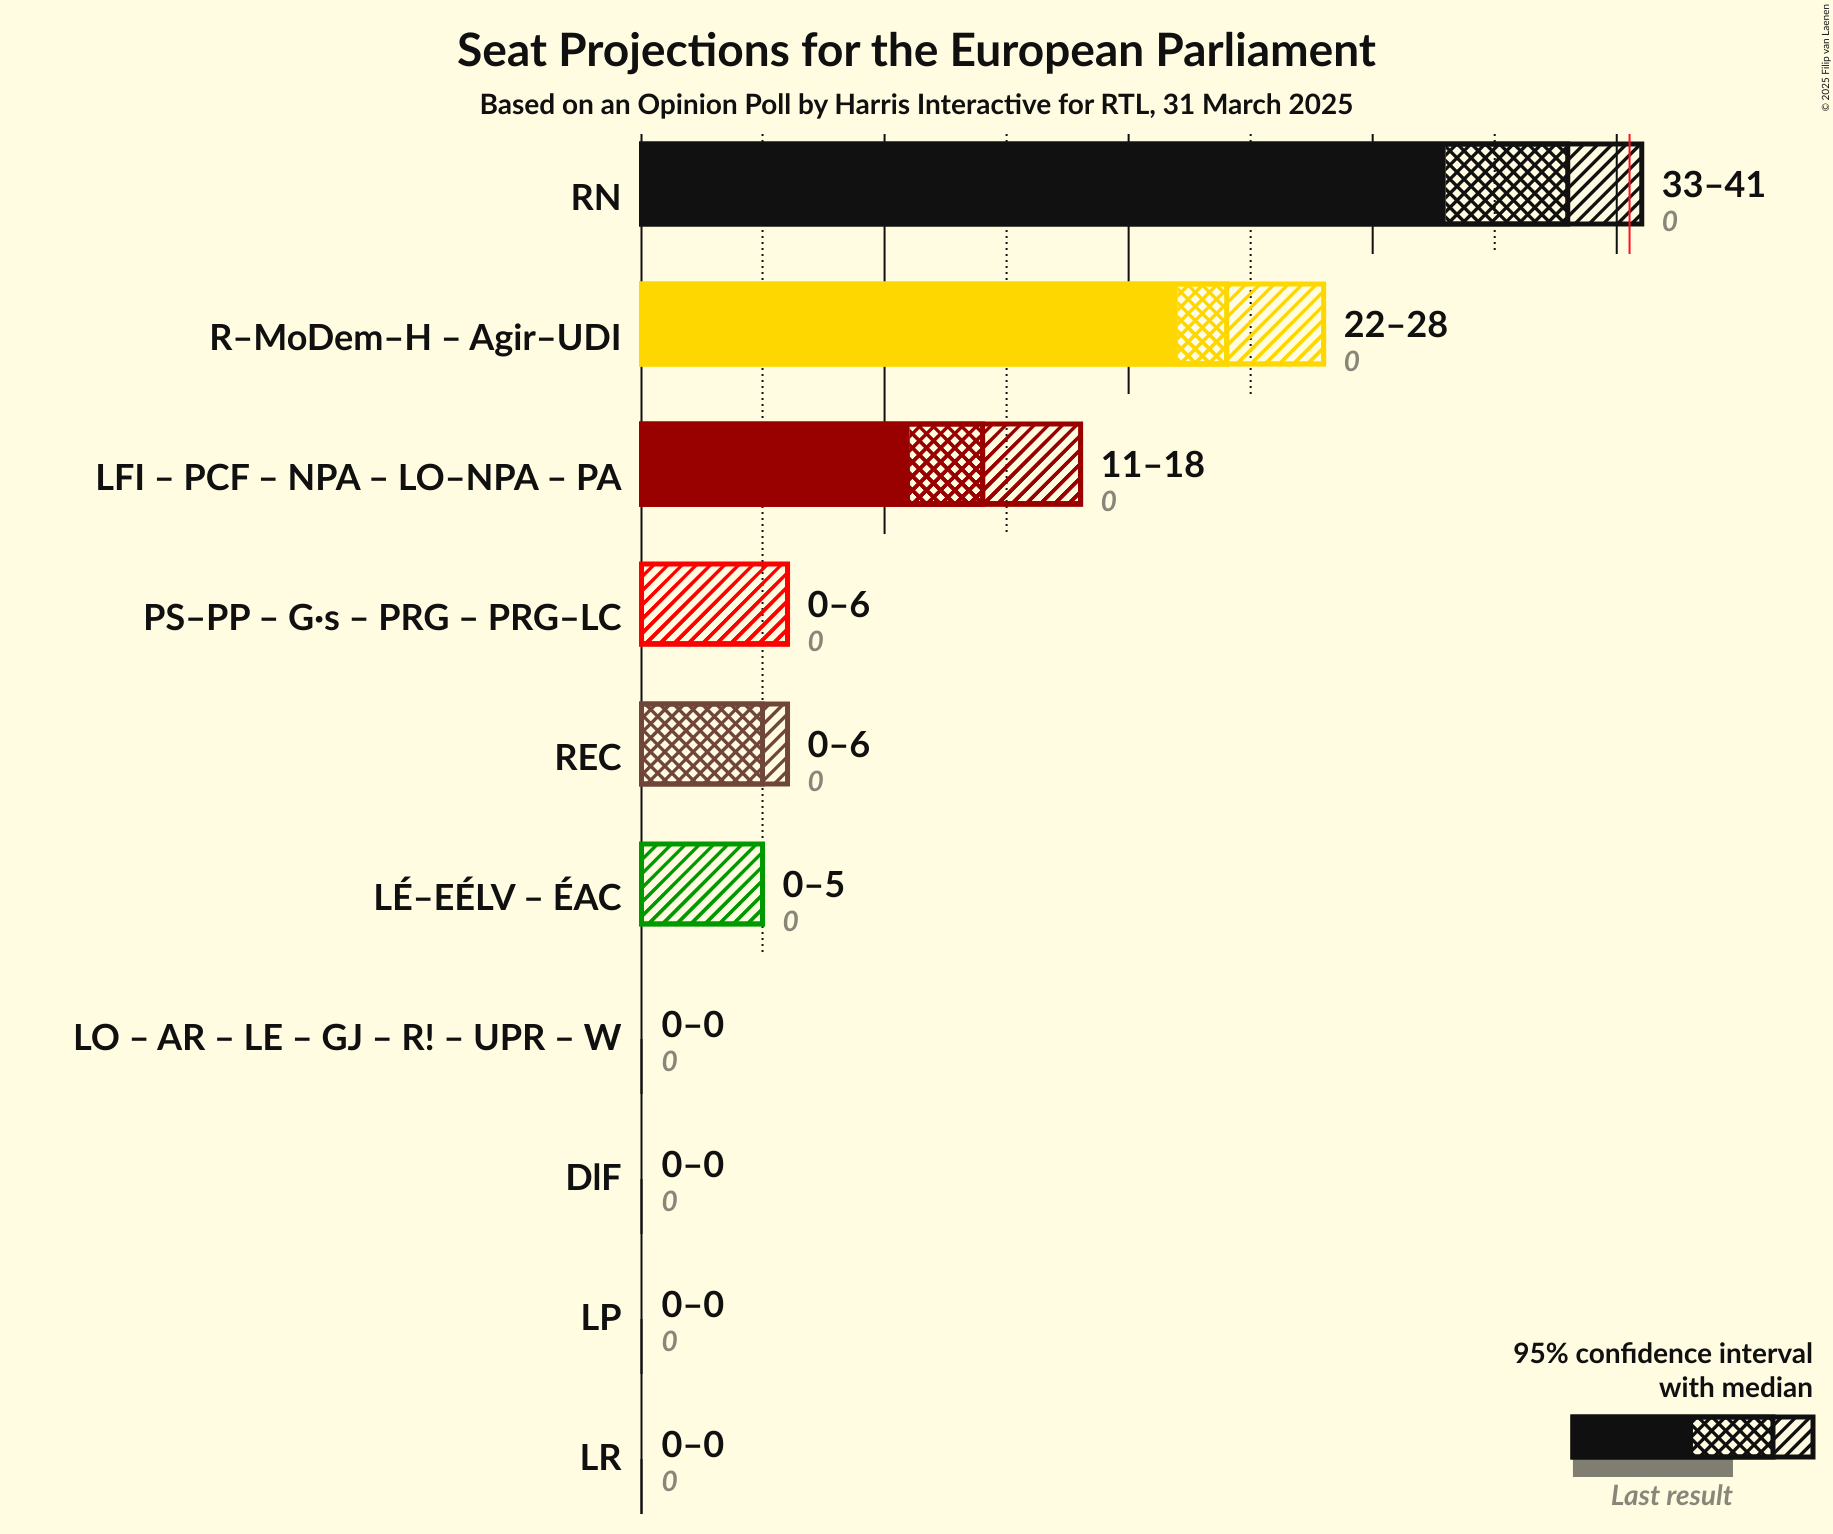 Seat Projections for the European Parliament
Based on an Opinion Poll by Harris Interactive for RTL, 31 March 2025
© 2025 Filip van Laenen
RN
33–41
0
R–MoDem–H – Agir–UDI
22–28
0
LFI – PCF – NPA – LO–NPA – PA
11–18
0
PS–PP – G·s – PRG – PRG–LC
0–6
0
REC
0–6
0
LÉ–EÉLV – ÉAC
0–5
0
LO – AR – LE – GJ – R! – UPR – W
0–0
0
DIF
0–0
0
LP
0–0
0
LR
0–0
0
95% confidence interval
with median
Last result